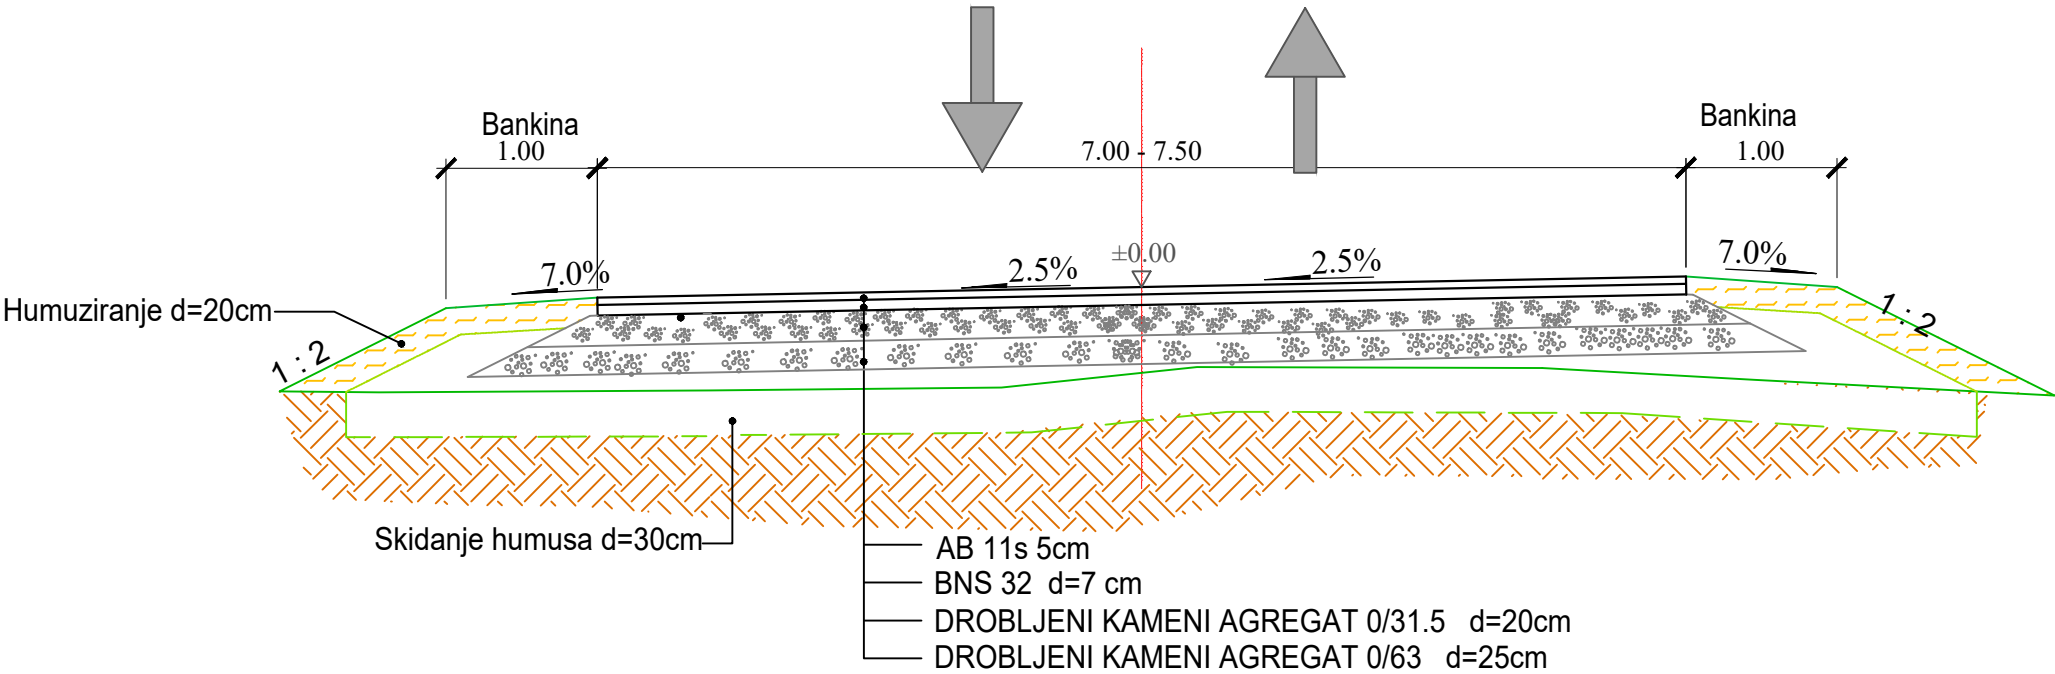 Bankina
1.00
7.00 - 7.50
Bankina
1.00
±0.00
7.0%
2.5%
2.5%
7.0%
Humuziranje d=20cm
1 : 2
1 : 2
Skidanje humusa d=30cm
AB 11s 5cm
BNS 32 d=7 cm
DROBLJENI KAMENI AGREGAT 0/31.5 d=20cm
DROBLJENI KAMENI AGREGAT 0/63 d=25cm